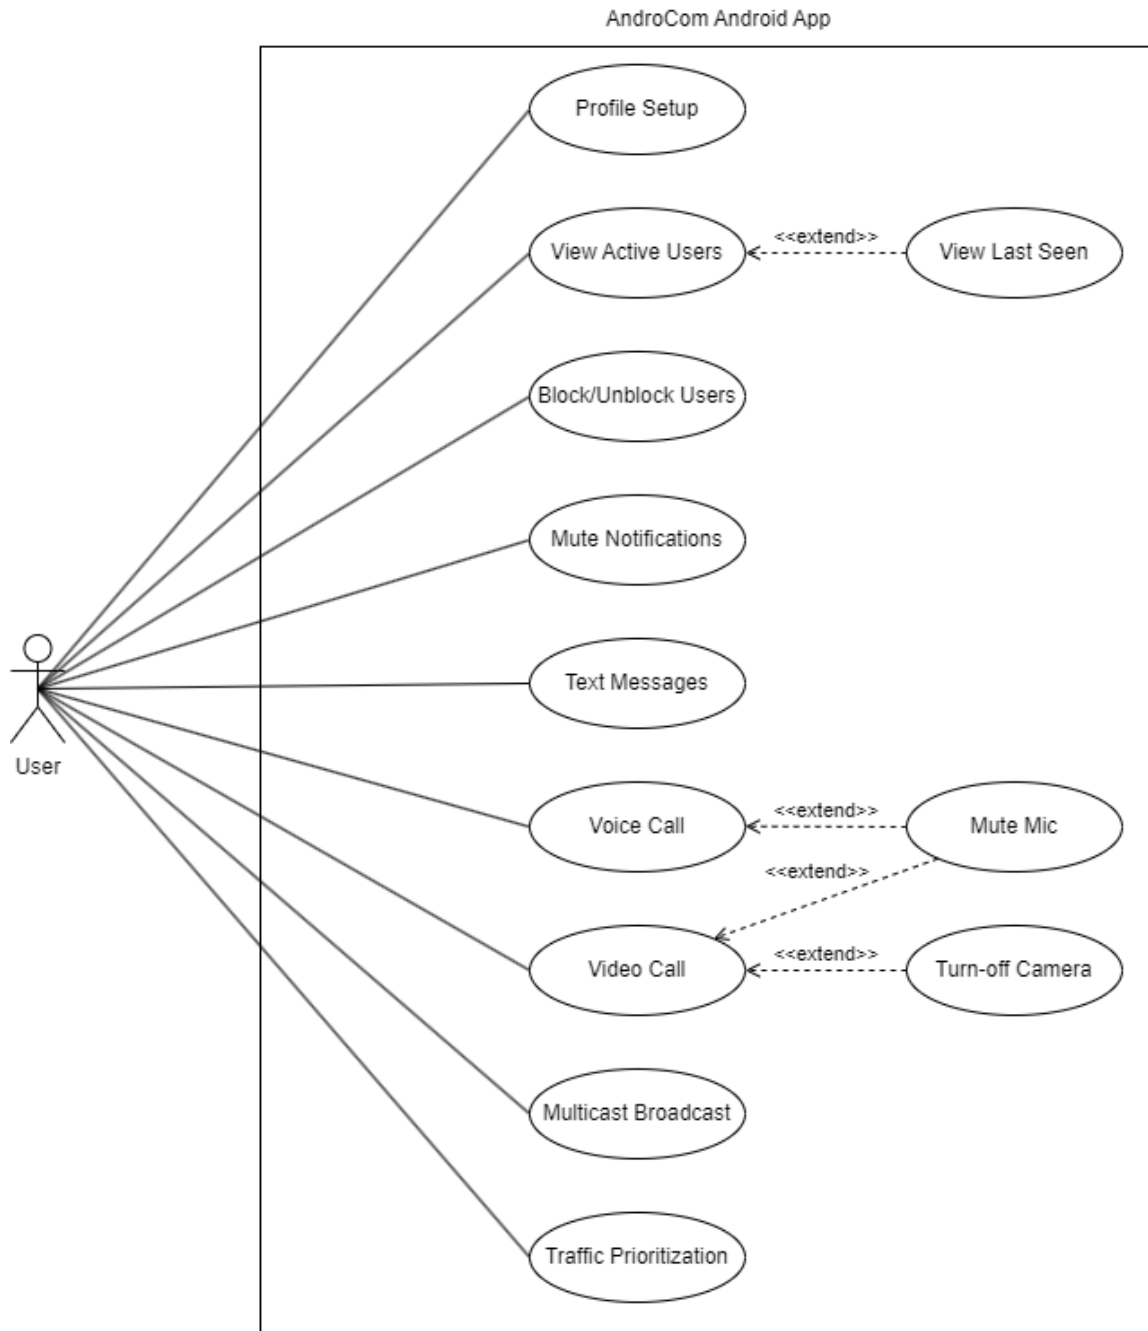 AndroCom Android App
Profile Setup
View Active Users
<<extend>>
View Last Seen
Block/Unblock Users
Mute Notifications
Text Messages
User
Voice Call
<<extend>>
Mute Mic
<<extend>>
Video Call
<<extend>>
Turn-off Camera
Multicast Broadcast
Traffic Prioritization